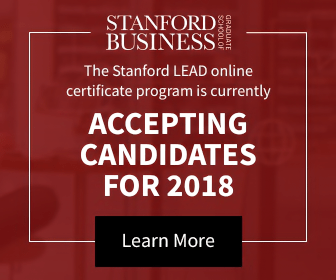 STANFORD
BUSINESS
GRADUATE
SCHOOL OF
The Stanford LEAD online
certificate program is currently
ACCEPTING
CANDIDATES
FOR 2018
Learn More